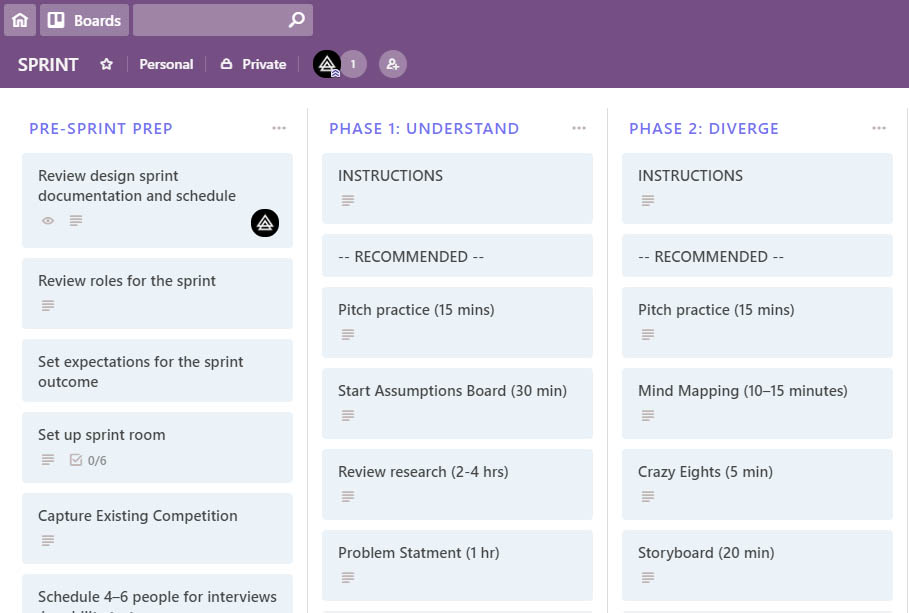 Boards
SPRINT
Personal
Private
1
PRE-SPRINT PREP
Review design sprint
documentation and schedule
Review roles for the sprint
Set expectations for the sprint
outcome
Set up sprint room
0/6
Capture Existing Competition
Schedule 4–6 people for interviews
PHASE 1: UNDERSTAND
INSTRUCTIONS
-- RECOMMENDED --
Pitch practice (15 mins)
Start Assumptions Board (30 min)
Review research (2-4 hrs)
Problem Statment (1 hr)
PHASE 2: DIVERGE
INSTRUCTIONS
-- RECOMMENDED --
Pitch practice (15 mins)
Mind Mapping (10–15 minutes)
Crazy Eights (5 min)
Storyboard (20 min)